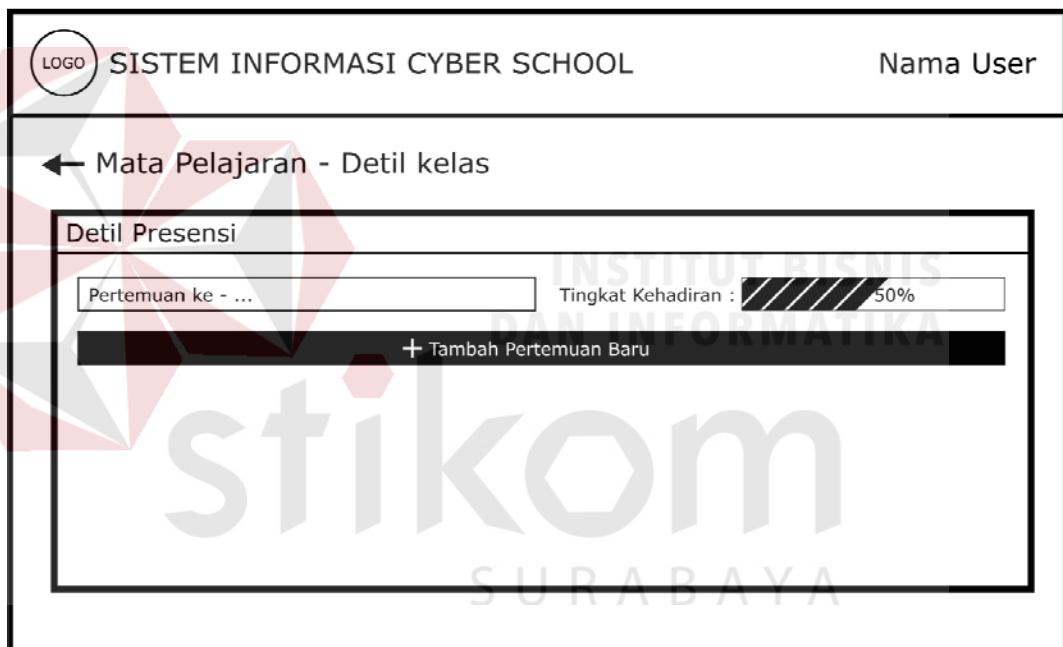 LOGO SISTEM INFORMASI CYBER SCHOOL Nama User
Mata Pelajaran - Detil kelas
Detil Presensi
INSTITUT BISNIS
Pertemuan ke - ... Tingkat Kehadiran : 50%
DAN INFORMATIKA
+ Tambah Pertemuan Baru
stikom
SURABAYA